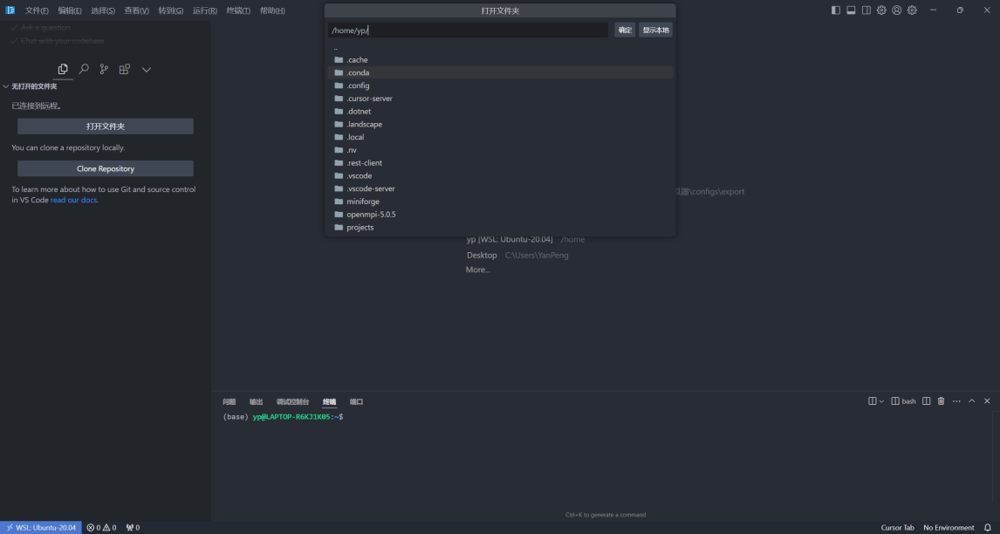 文件(F) 编辑(E) 选择(S) 查看(V) 转到(G) 运行(R) 终端(T) 帮助(H)
打开文件夹
Ask a question
Chat with your codebase
/home/yp/
确定
显示本地
..
.cache
.conda
.config
.cursor-server
.dotnet
.landscape
.local
.nv
.rest-client
.vscode
.vscode-server
miniforge
openmpi-5.0.5
projects
无打开的文件夹
已连接到远程。
打开文件夹
You can clone a repository locally.
Clone Repository
To learn more about how to use Git and source control
in VS Code read our docs.
器\configs\export
yp [WSL: Ubuntu-20.04] /home
Desktop C:\Users\YanPeng
More...
问题 输出 调试控制台 终端 端口
bash
(base) yp@LAPTOP-R6KJ1K05:~$
Ctrl+K to generate a command
WSL: Ubuntu-20.04 0 0 0
Cursor Tab No Environment